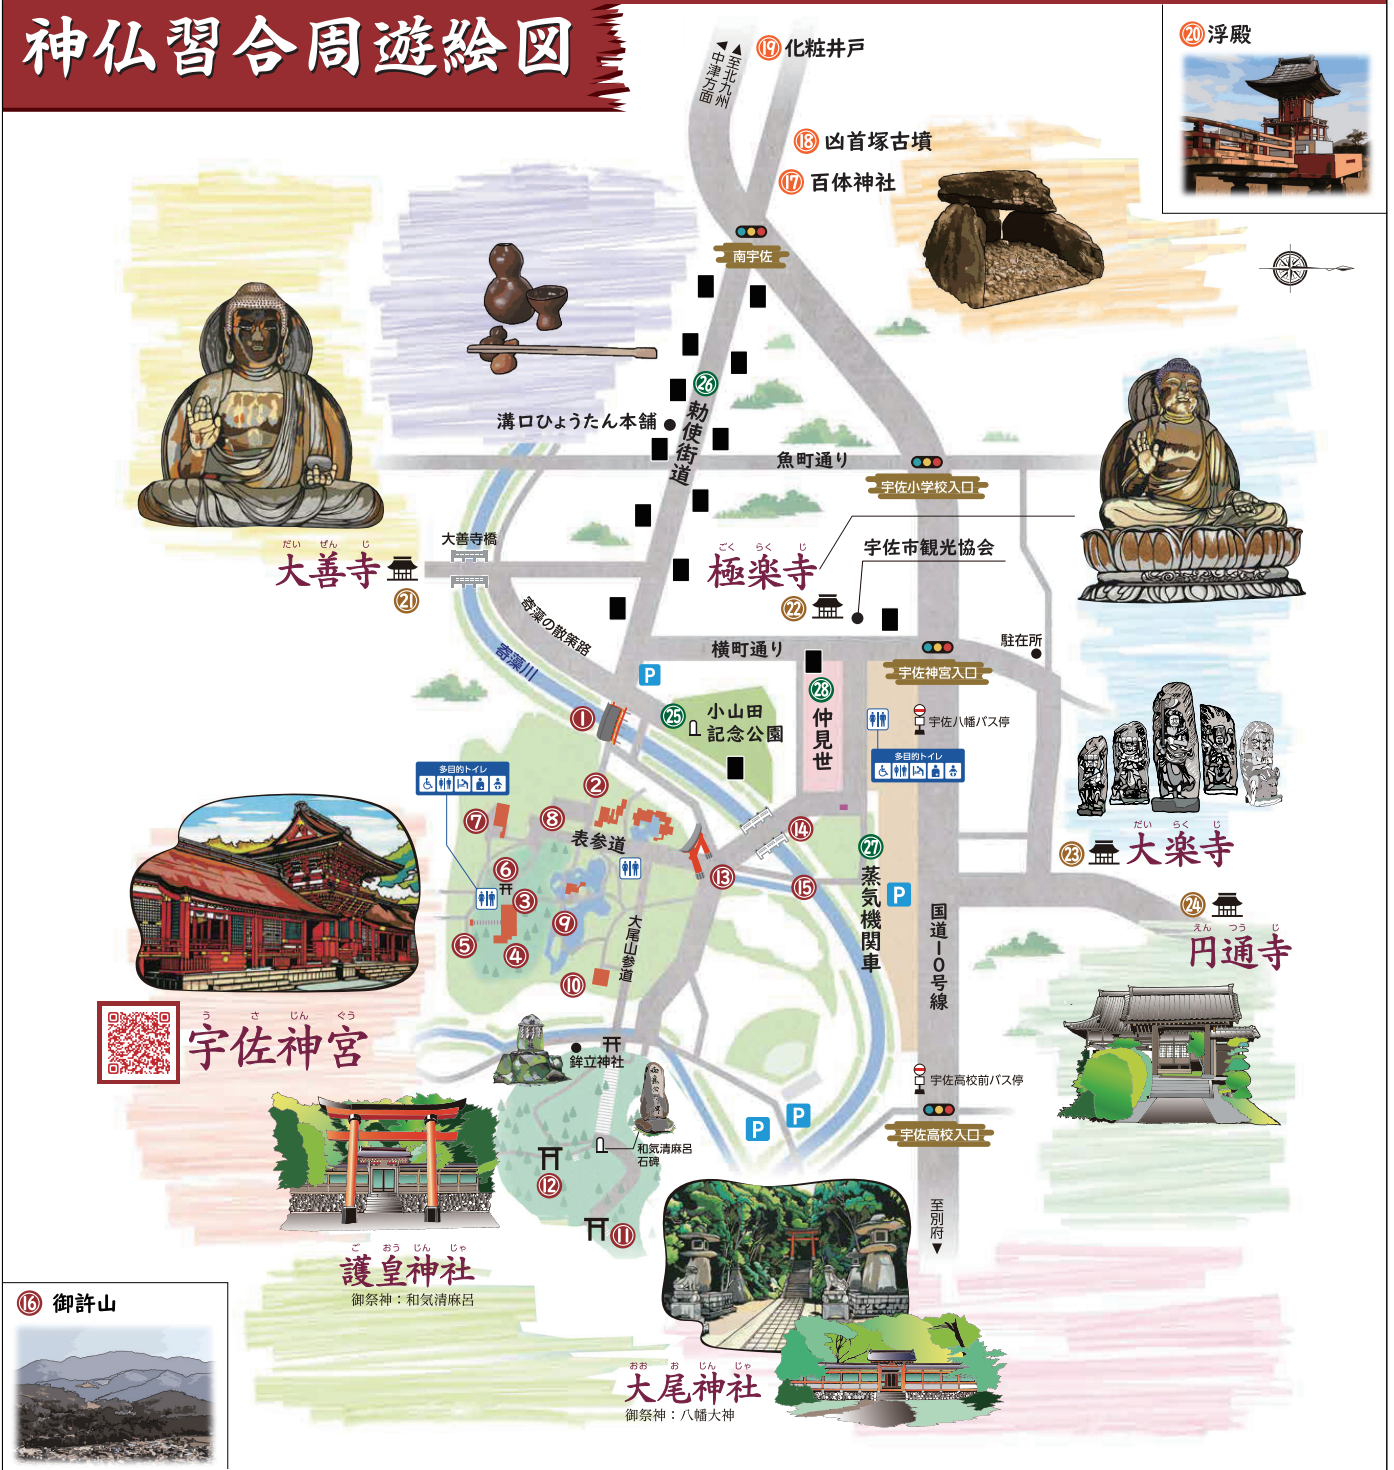 神仏習合周遊絵図
⑳浮殿
⑲化粧井戸
▲至北九州
▼中津方面
⑱凶首塚古墳
⑰百体神社
南宇佐
㉖勅使街道
溝口ひょうたん本舗
魚町通り
宇佐小学校入口
大善寺橋
だい ぜん じ
大善寺
㉑
ごく らく じ
極楽寺
㉒
宇佐市観光協会
寄藻の散策路
寄藻川
横町通り
駐在所
宇佐神宮入口
P
①
㉕
小山田
記念公園
㉘
仲見世
宇佐八幡バス停
多目的トイレ
多目的トイレ
②
⑦
⑧
表参道
⑭
㉗
蒸気機関車
だい らく じ
㉓大楽寺
⑥
③
⑬
⑮
P
㉔
えん つう じ
円通寺
⑨
⑤
④
大尾山参道
国道10号線
⑩
う さ じん ぐう
宇佐神宮
鉾立神社
宇佐高校前バス停
P
P
宇佐高校入口
和気清麻呂
石碑
⑫
⑪
至別府▼
ご おう じん じゃ
護皇神社
御祭神：和気清麻呂
⑯ 御許山
おお お じん じゃ
大尾神社
御祭神：八幡大神